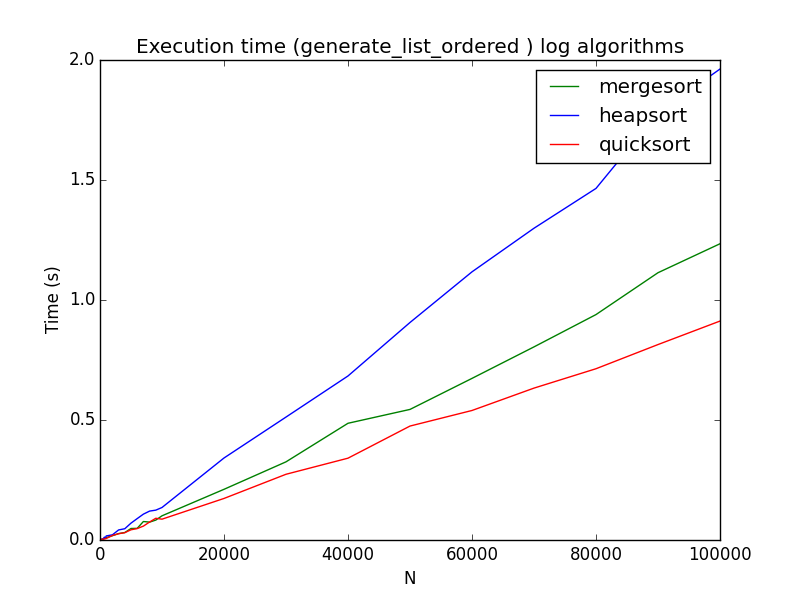 Execution time (generate_list_ordered ) log algorithms
mergesort
heapsort
quicksort
Time (s)
2.0
1.5
1.0
0.5
0.0
0 20000 40000 60000 80000 100000
N